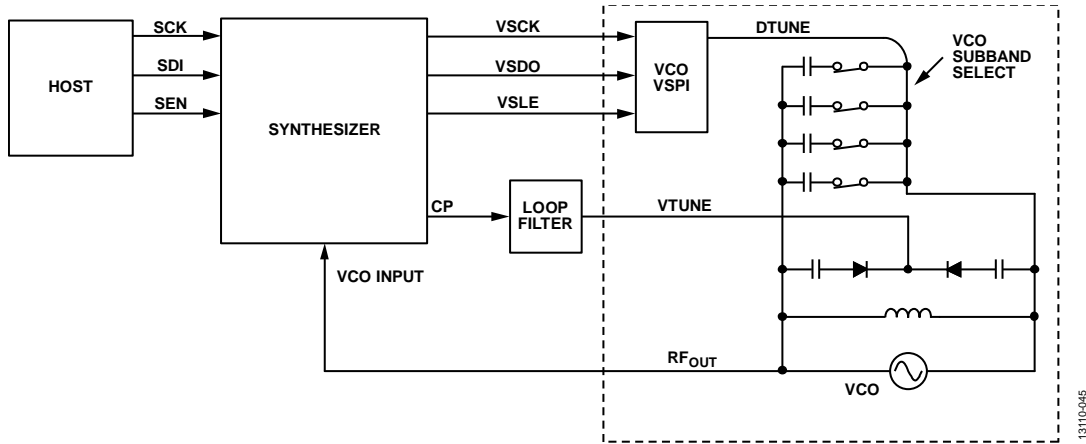 HOST
SCK
SDI
SEN
SYNTHESIZER
VSCK
VSDO
VSLE
VCO
VSPI
DTUNE
VCO
SUBBAND
SELECT
CP
LOOP
FILTER
VTUNE
VCO INPUT
RFOUT
VCO
13110-045